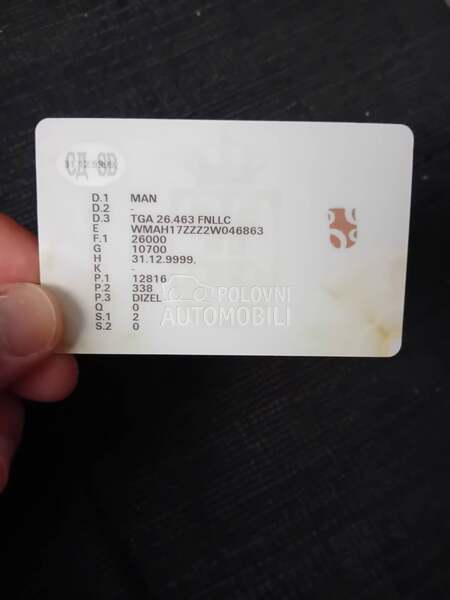 СД SD
D.1 MAN
D.2 -
D.3 TGA 26.463 FNLLC
E WMAH17ZZZ2W046863
F.1 26000
G 10700
H 31.12.9999.
K -
P.1 12816
P.2 338
P.3 DIZEL
Q 0
S.1 2
S.2 0
POLOVNI
AUTOMOBILI